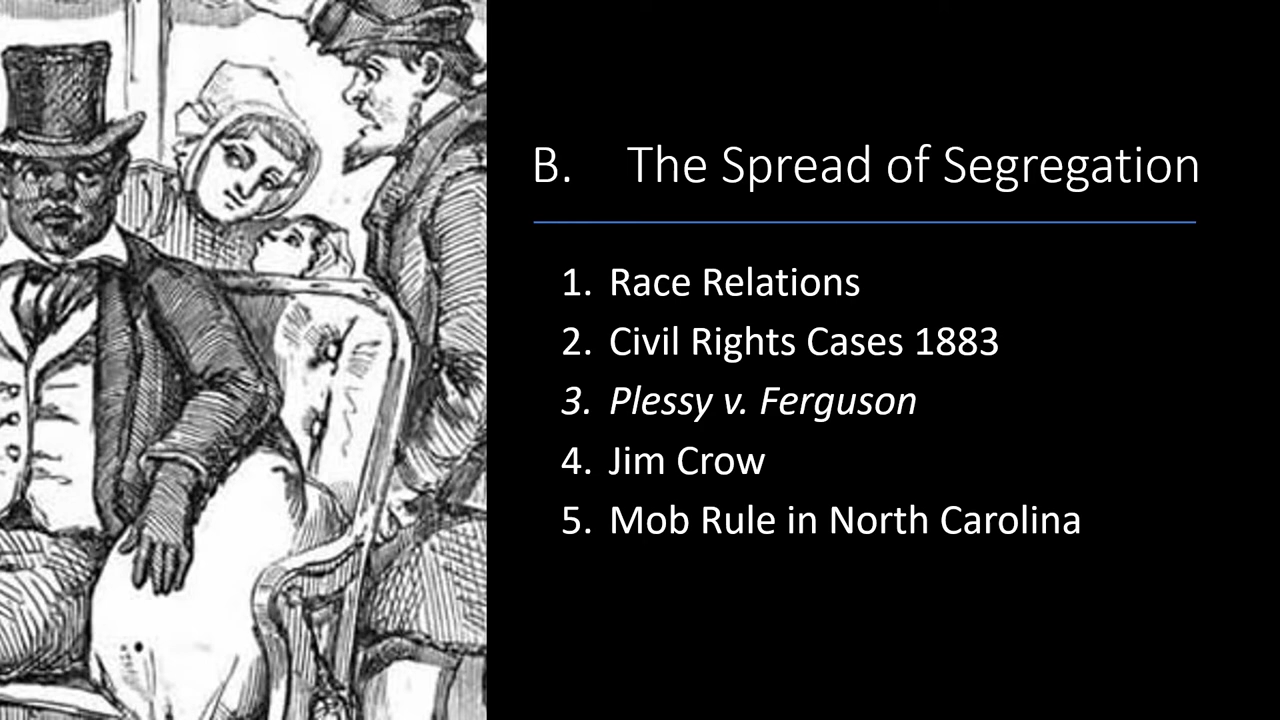 B. The Spread of Segregation
1. Race Relations
2. Civil Rights Cases 1883
3. Plessy v. Ferguson
4. Jim Crow
5. Mob Rule in North Carolina